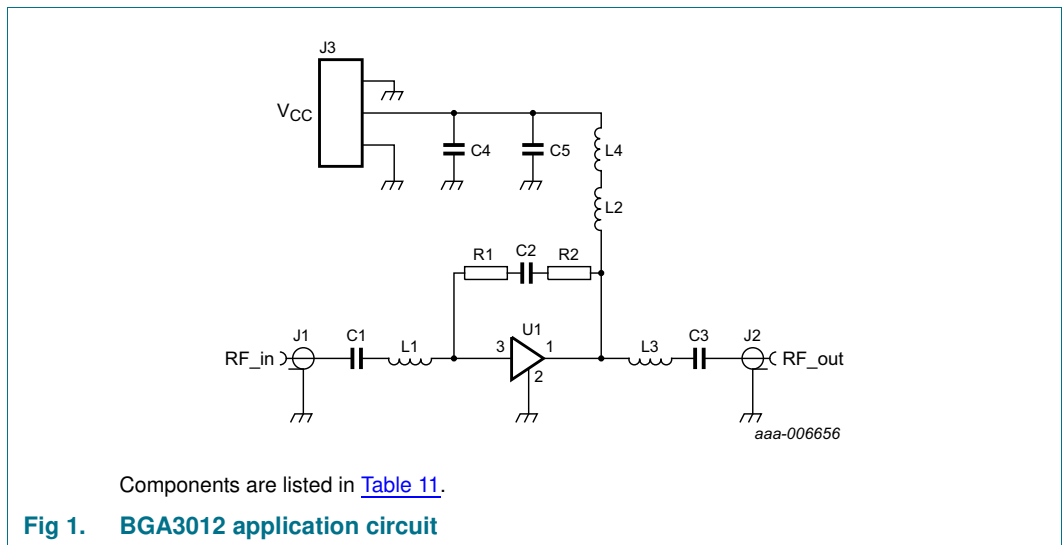 J3
VCC
C4
C5
L4
L2
R1
C2
R2
J1
C1
L1
U1
3
1
2
L3
C3
J2
RF_in
RF_out
aaa-006656
Components are listed in Table 11.
Fig 1. BGA3012 application circuit